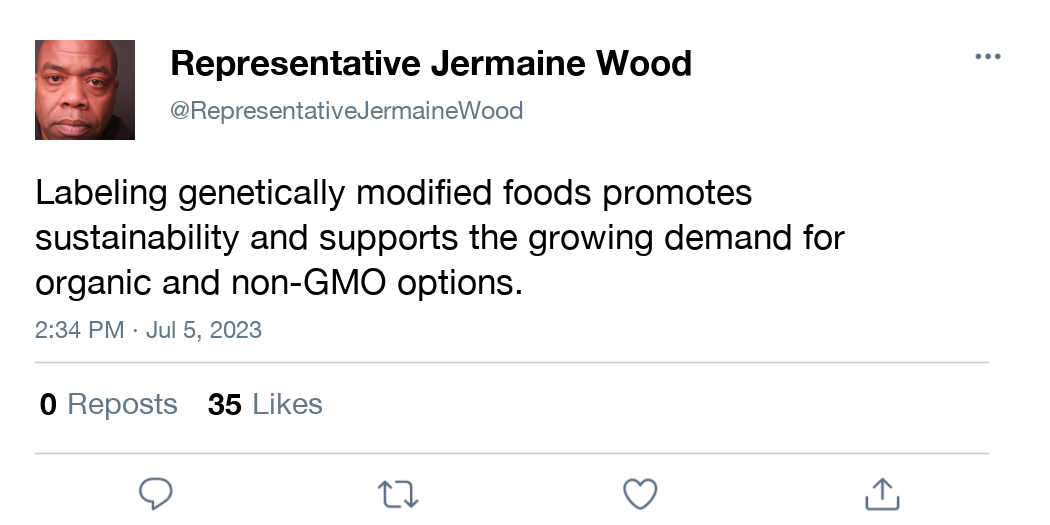 Representative Jermaine Wood
@RepresentativeJermaineWood
Labeling genetically modified foods promotes
sustainability and supports the growing demand for
organic and non-GMO options.
2:34 PM · Jul 5, 2023
0 Reposts 35 Likes